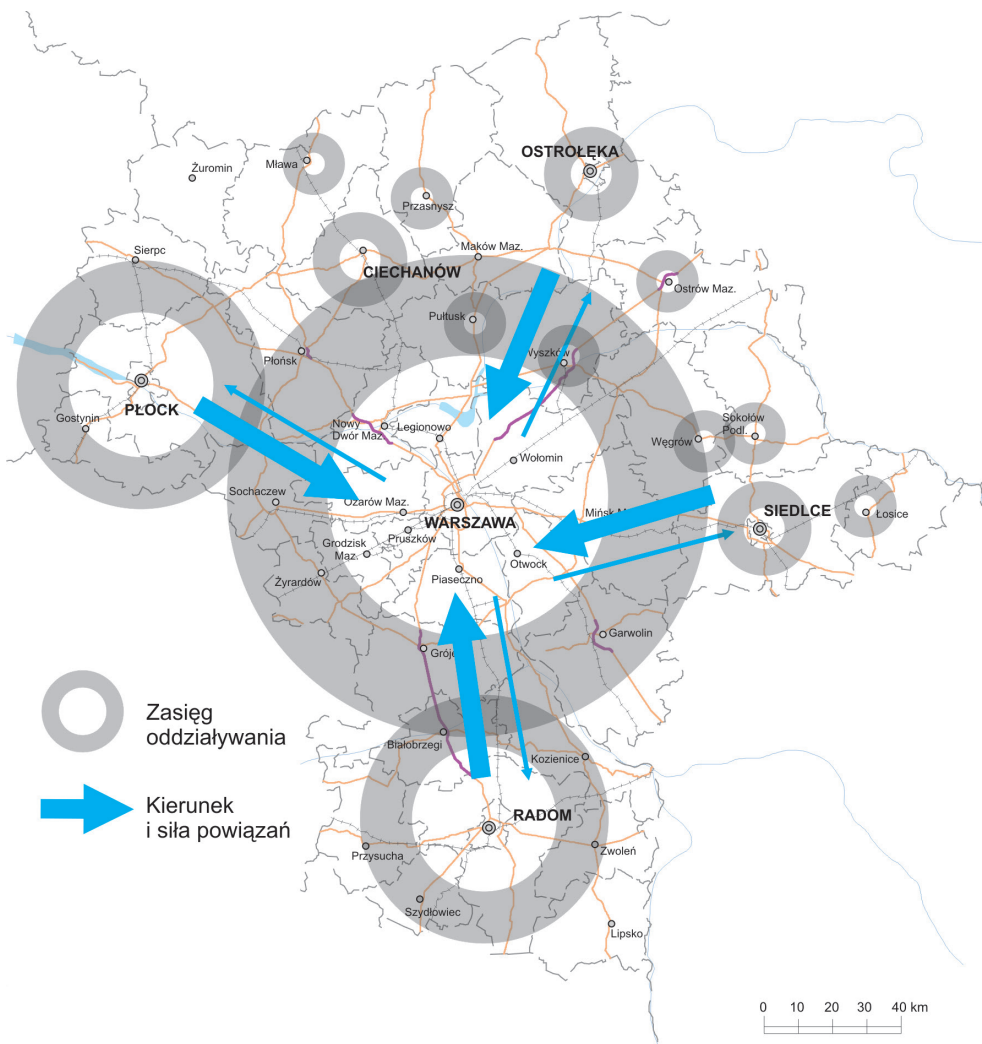 OSTROŁĘKA
Mława
Żuromin
Przasnysz
Sierpc
Maków Maz.
CIECHANÓW
Ostrów Maz.
Pułtusk
Płońsk
Wyszków
PŁOCK
Gostynin
Nowy
Dwór Maz.
Legionowo
Sokołów
Podl.
Węgrów
Wołomin
Sochaczew
Ożarów Maz.
WARSZAWA
Mińsk M
SIEDLCE
Łosice
Pruszków
Grodzisk
Maz.
Otwock
Żyrardów
Piaseczno
Garwolin
Gróje
Zasięg
oddziaływania
Białobrzegi
Kozienice
Kierunek
i siła powiązań
RADOM
Przysucha
Zwoleń
Szydłowiec
Lipsko
0 10 20 30 40 km